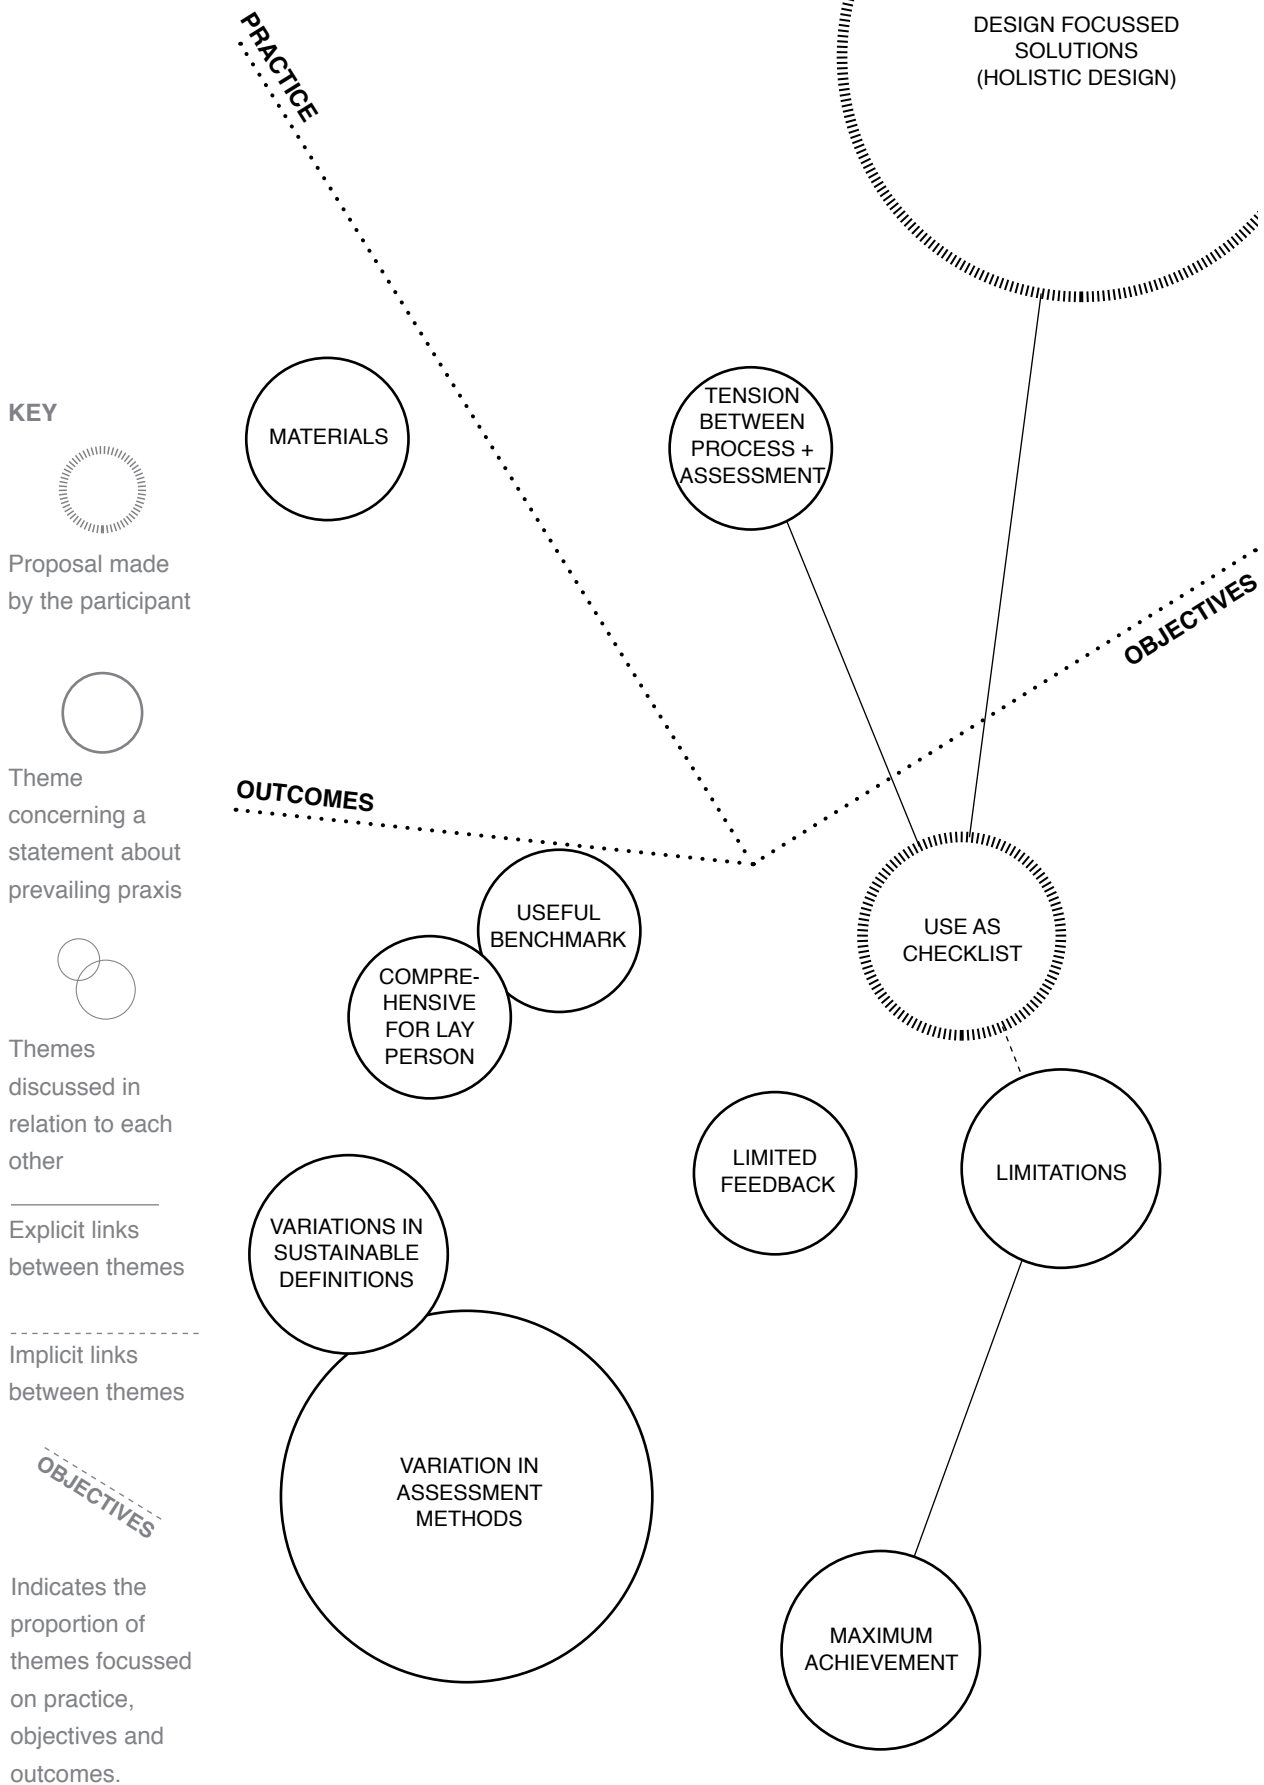 PRACTICE
DESIGN FOCUSSED
SOLUTIONS
(HOLISTIC DESIGN)
KEY
Proposal made
by the participant
Theme
concerning a
statement about
prevailing praxis
Themes
discussed in
relation to each
other
Explicit links
between themes
Implicit links
between themes
OBJECTIVES
Indicates the
proportion of
themes focussed
on practice,
objectives and
outcomes.
MATERIALS
TENSION
BETWEEN
PROCESS +
ASSESSMENT
OBJECTIVES
OUTCOMES
USEFUL
BENCHMARK
COMPRE-
HENSIVE
FOR LAY
PERSON
USE AS
CHECKLIST
LIMITED
FEEDBACK
LIMITATIONS
VARIATIONS IN
SUSTAINABLE
DEFINITIONS
VARIATION IN
ASSESSMENT
METHODS
MAXIMUM
ACHIEVEMENT